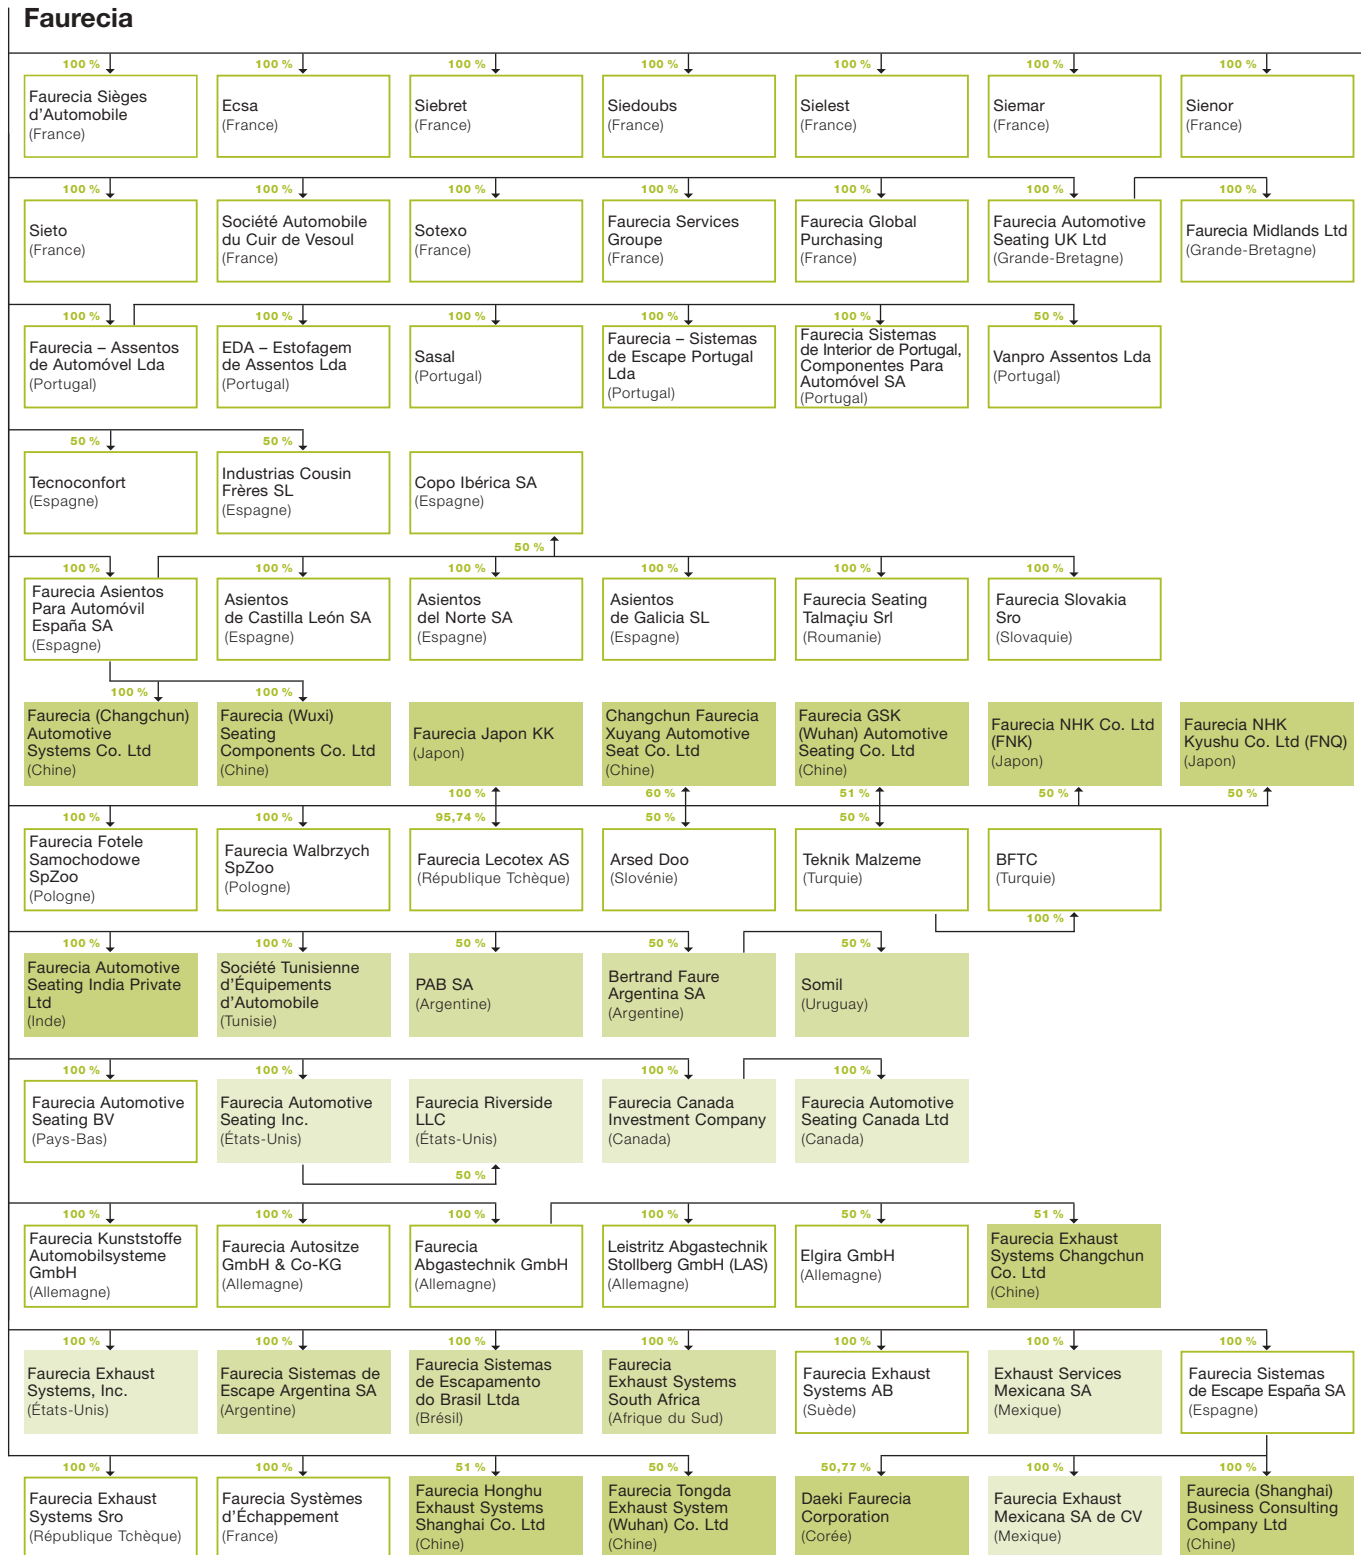 Faurecia
100 % 100 % 100 % 100 % 100 % 100 % 100 %
Faurecia Sièges
d'Automobile
(France)
Ecsa
(France)
Siebret
(France)
Siedoubs
(France)
Sielest
(France)
Siemar
(France)
Sienor
(France)
100 % 100 % 100 % 100 % 100 % 100 % 100 %
Sieto
(France)
Société Automobile
du Cuir de Vesoul
(France)
Sotexo
(France)
Faurecia Services
Groupe
(France)
Faurecia Global
Purchasing
(France)
Faurecia Automotive
Seating UK Ltd
(Grande-Bretagne)
Faurecia Midlands Ltd
(Grande-Bretagne)
100 % 100 % 100 % 100 % 100 % 50 %
Faurecia – Assentos
de Automóvel Lda
(Portugal)
EDA – Estofagem
de Assentos Lda
(Portugal)
Sasal
(Portugal)
Faurecia – Sistemas
de Escape Portugal
Lda
(Portugal)
Faurecia Sistemas
de Interior de Portugal,
Componentes Para
Automóvel SA
(Portugal)
Vanpro Assentos Lda
(Portugal)
50 % 50 %
Tecnoconfort
(Espagne)
Industrias Cousin
Frères SL
(Espagne)
Copo Ibérica SA
(Espagne)
50 %
100 % 100 % 100 % 100 % 100 % 100 %
Faurecia Asientos
Para Automóvil
España SA
(Espagne)
Asientos
de Castilla León SA
(Espagne)
Asientos
del Norte SA
(Espagne)
Asientos
de Galicia SL
(Espagne)
Faurecia Seating
Talmaçiu Srl
(Roumanie)
Faurecia Slovakia
Sro
(Slovaquie)
100 % 100 %
Faurecia (Changchun)
Automotive
Systems Co. Ltd
(Chine)
Faurecia (Wuxi)
Seating
Components Co. Ltd
(Chine)
Faurecia Japon KK
(Japon)
Changchun Faurecia
Xuyang Automotive
Seat Co. Ltd
(Chine)
Faurecia GSK
(Wuhan) Automotive
Seating Co. Ltd
(Chine)
Faurecia NHK Co. Ltd
(FNK)
(Japon)
Faurecia NHK
Kyushu Co. Ltd (FNQ)
(Japon)
100 % 60 % 51 % 50 % 50 %
100 % 100 % 95,74 % 50 % 50 %
Faurecia Fotele
Samochodowe
SpZoo
(Pologne)
Faurecia Walbrzych
SpZoo
(Pologne)
Faurecia Lecotex AS
(République Tchèque)
Arsed Doo
(Slovénie)
Teknik Malzeme
(Turquie)
BFTC
(Turquie)
100 %
100 % 100 % 50 % 50 % 50 %
Faurecia Automotive
Seating India Private
Ltd
(Inde)
Société Tunisienne
d'Équipements
d'Automobile
(Tunisie)
PAB SA
(Argentine)
Bertrand Faure
Argentina SA
(Argentine)
Somil
(Uruguay)
100 % 100 % 100 % 100 %
Faurecia Automotive
Seating BV
(Pays-Bas)
Faurecia Automotive
Seating Inc.
(États-Unis)
Faurecia Riverside
LLC
(États-Unis)
Faurecia Canada
Investment Company
(Canada)
Faurecia Automotive
Seating Canada Ltd
(Canada)
50 %
100 % 100 % 100 % 100 % 50 % 51 %
Faurecia Kunststoffe
Automobilsysteme
GmbH
(Allemagne)
Faurecia Autositze
GmbH & Co-KG
(Allemagne)
Faurecia
Abgastechnik GmbH
(Allemagne)
Leistritz Abgastechnik
Stollberg GmbH (LAS)
(Allemagne)
Elgira GmbH
(Allemagne)
Faurecia Exhaust
Systems Changchun
Co. Ltd
(Chine)
100 % 100 % 100 % 100 % 100 % 100 % 100 %
Faurecia Exhaust
Systems, Inc.
(États-Unis)
Faurecia Sistemas de
Escape Argentina SA
(Argentine)
Faurecia Sistemas
de Escapamento
do Brasil Ltda
(Brésil)
Faurecia
Exhaust Systems
South Africa
(Afrique du Sud)
Faurecia Exhaust
Systems AB
(Suède)
Exhaust Services
Mexicana SA
(Mexique)
Faurecia Sistemas
de Escape España SA
(Espagne)
100 % 100 % 51 % 50 % 50,77 % 100 % 100 %
Faurecia Exhaust
Systems Sro
(République Tchèque)
Faurecia Systèmes
d'Échappement
(France)
Faurecia Honghu
Exhaust Systems
Shanghai Co. Ltd
(Chine)
Faurecia Tongda
Exhaust System
(Wuhan) Co. Ltd
(Chine)
Daeki Faurecia
Corporation
(Corée)
Faurecia Exhaust
Mexicana SA de CV
(Mexique)
Faurecia (Shanghai)
Business Consulting
Company Ltd
(Chine)